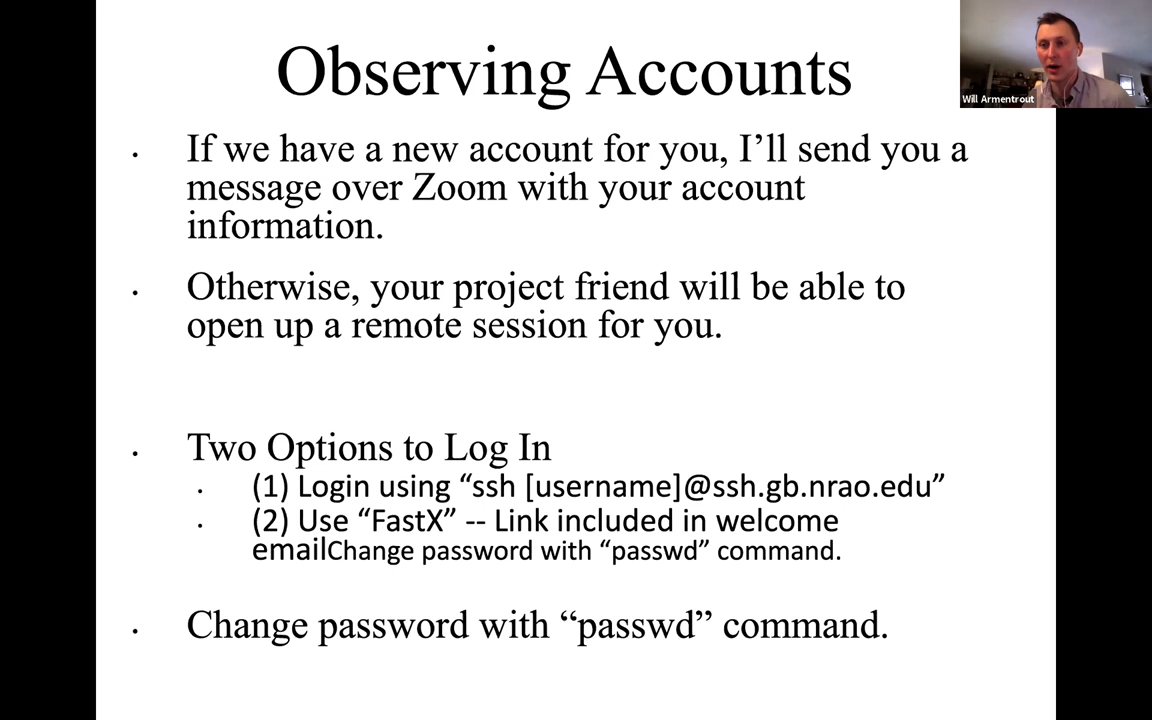 Observing Accounts
Will Armentrout
• If we have a new account for you, I’ll send you a
message over Zoom with your account
information.
• Otherwise, your project friend will be able to
open up a remote session for you.
• Two Options to Log In
• (1) Login using “ssh [username]@ssh.gb.nrao.edu”
• (2) Use “FastX” -- Link included in welcome
emailChange password with “passwd” command.
• Change password with “passwd” command.